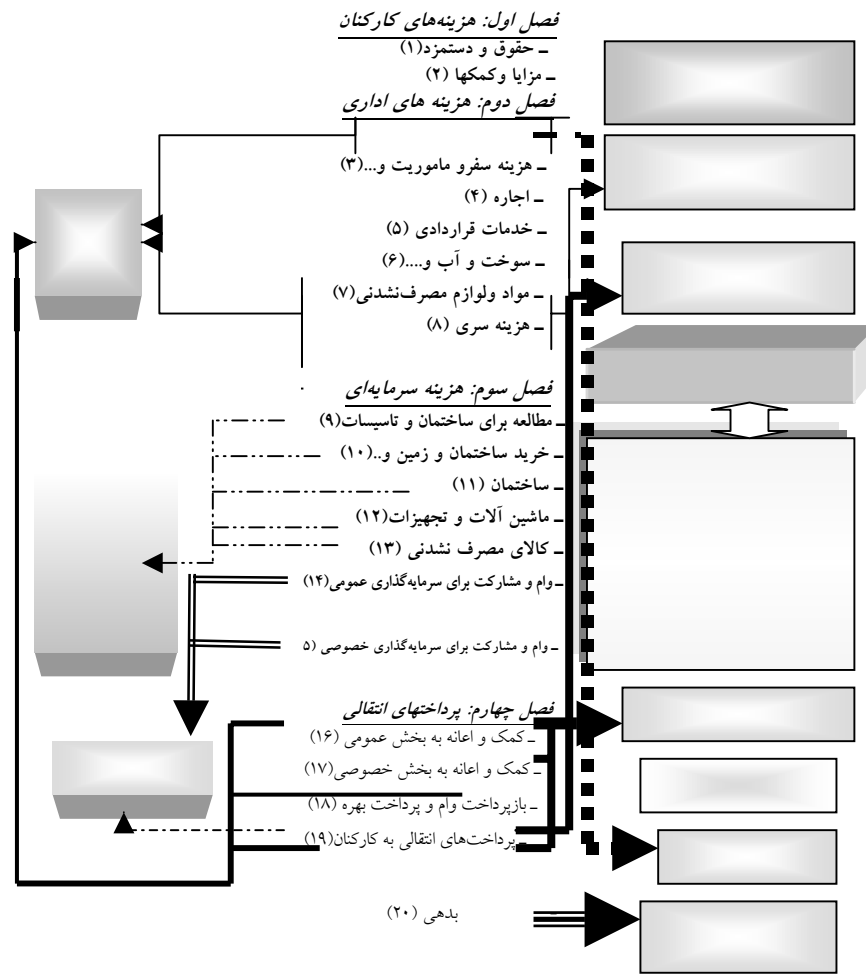 فصل اول: هزینه‌های کارکنان
ـ حقوق و دستمزد(۱)
ـ مزایا وکمکها (۲)
فصل دوم: هزینه های اداری
ـ هزینه سفرو ماموریت و...(۳)
ـ اجاره (۴)
ـ خدمات قراردادی (۵)
ـ سوخت و آب و....(۶)
ـ مواد ولوازم مصرف‌نشدنی(۷)
ـ هزینه سری (۸)
فصل سوم: هزینه سرمایه‌ای
ـ مطالعه برای ساختمان و تاسیسات(۹)
ـ خرید ساختمان و زمین و..(۱۰)
ـ ساختمان (۱۱)
ـ ماشین آلات و تجهیزات(۱۲)
ـ کالای مصرف نشدنی (۱۳)
ـ وام و مشارکت برای سرمایه‌گذاری عمومی(۱۴)
ـ وام و مشارکت برای سرمایه‌گذاری خصوصی (۵
فصل چهارم: پرداختهای انتقالی
ـ کمک و اعانه به بخش عمومی (۱۶)
ـ کمک و اعانه به بخش خصوصی(۱۷)
ـ بازپرداخت وام و پرداخت بهره (۱۸)
ـ پرداخت‌های انتقالی به کارکنان(۱۹)
بدهی (۲۰)